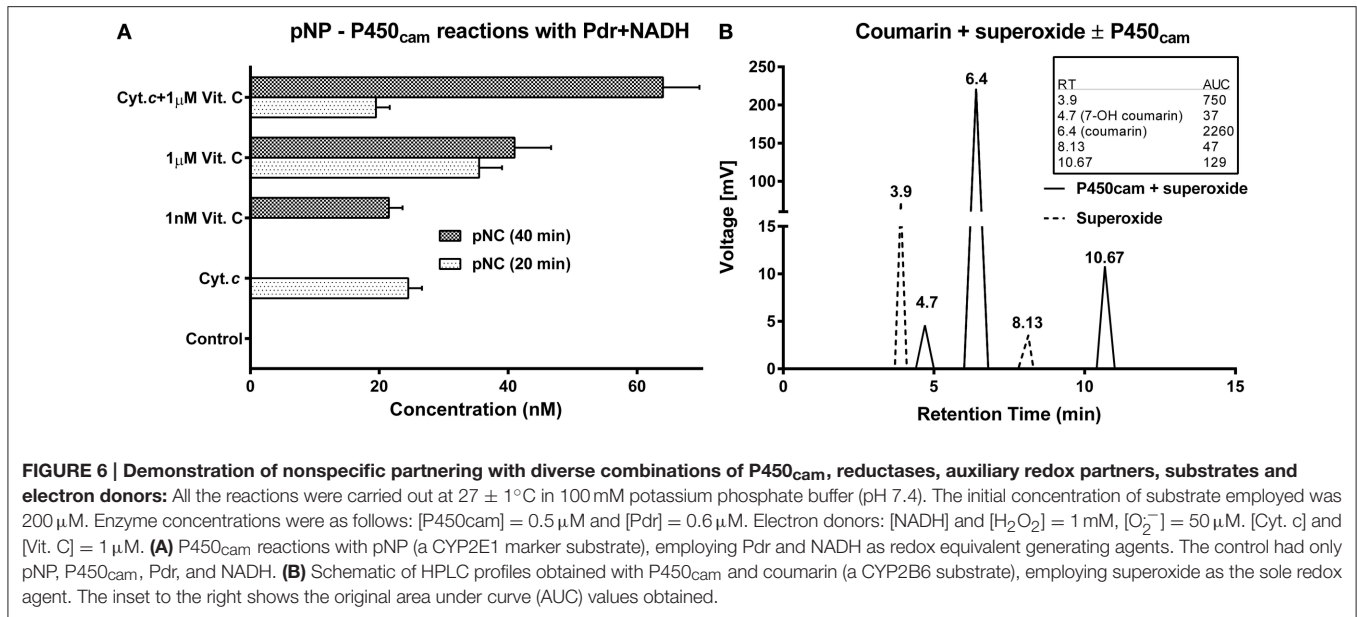 A
pNP - P450cam reactions with Pdr+NADH
Cyt.c+1μM Vit. C
1μM Vit. C
1nM Vit. C
Cyt.c
Control
pNC (40 min)
pNC (20 min)
0
20
40
60
Concentration (nM)
B
Coumarin + superoxide ± P450cam
Voltage [mV]
250
200
150
100
15
10
5
0
3.9
4.7
6.4
8.13
10.67
RT AUC
3.9 750
4.7 (7-OH coumarin) 37
6.4 (coumarin) 2260
8.13 47
10.67 129
P450cam + superoxide
Superoxide
0
5
10
15
Retention Time (min)
FIGURE 6 | Demonstration of nonspecific partnering with diverse combinations of P450cam, reductases, auxiliary redox partners, substrates and
electron donors: All the reactions were carried out at 27 ± 1°C in 100 mM potassium phosphate buffer (pH 7.4). The initial concentration of substrate employed was
200 μM. Enzyme concentrations were as follows: [P450cam] = 0.5 μM and [Pdr] = 0.6 μM. Electron donors: [NADH] and [H2O2] = 1 mM, [O2−] = 50 μM. [Cyt. c] and
[Vit. C] = 1 μM. (A) P450cam reactions with pNP (a CYP2E1 marker substrate), employing Pdr and NADH as redox equivalent generating agents. The control had only
pNP, P450cam, Pdr, and NADH. (B) Schematic of HPLC profiles obtained with P450cam and coumarin (a CYP2B6 substrate), employing superoxide as the sole redox
agent. The inset to the right shows the original area under curve (AUC) values obtained.